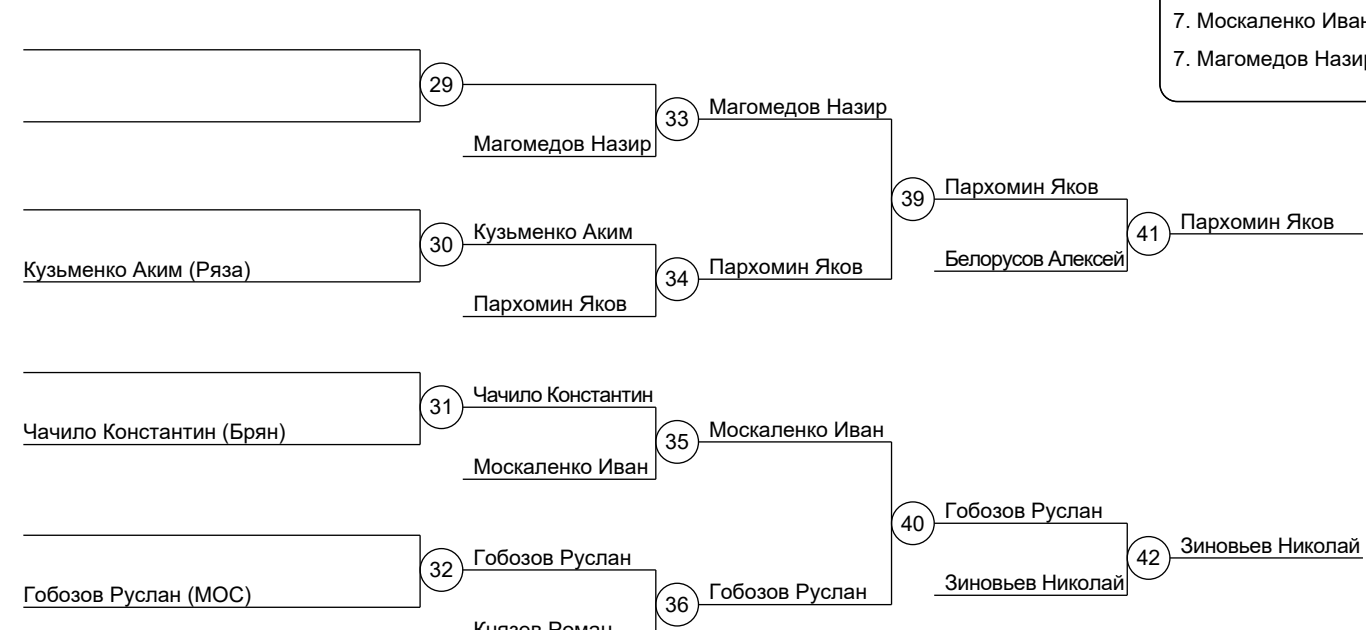 7. Москаленко Иван
7. Магомедов Назир
29
33
Магомедов Назир
Магомедов Назир
39
Пархомин Яков
30
Кузьменко Аким
41
Пархомин Яков
Кузьменко Аким (Ряза)
34
Пархомин Яков
Белорусов Алексей
Пархомин Яков
31
Чачило Константин
Чачило Константин (Брян)
35
Москаленко Иван
Москаленко Иван
40
Гобозов Руслан
32
Гобозов Руслан
42
Зиновьев Николай
Гобозов Руслан (МОС)
36
Гобозов Руслан
Зиновьев Николай
Князев Роман